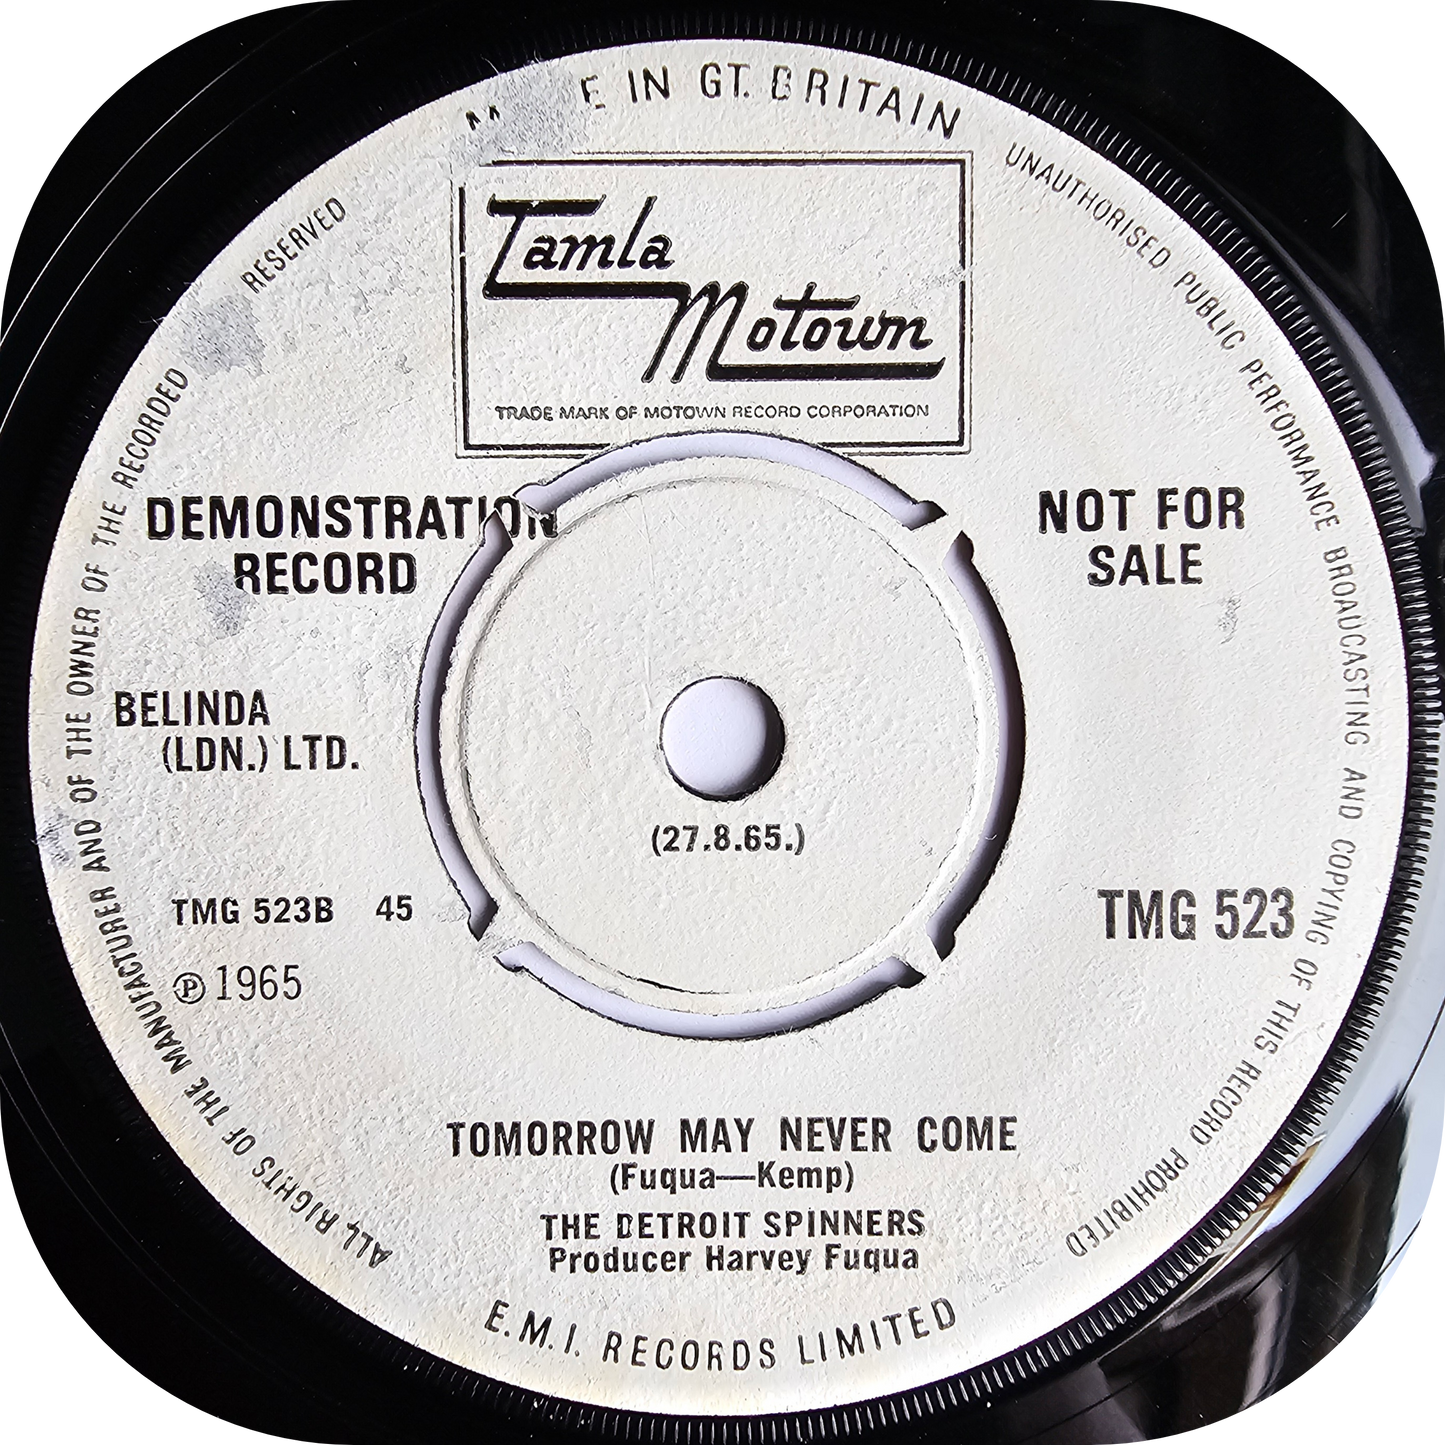 E IN GT. BRITAIN
Tamla
Motown
TRADE MARK OF MOTOWN RECORD CORPORATION
DEMONSTRATION
RECORD
NOT FOR
SALE
BELINDA
(LDN.) LTD.
(27.8.65.)
TMG 523B 45
TMG 523
℗ 1965
TOMORROW MAY NEVER COME
(Fuqua—Kemp)
THE DETROIT SPINNERS
Producer Harvey Fuqua
E.M.I. RECORDS LIMITED
ALL RIGHTS OF THE MANUFACTURER AND OF THE OWNER OF THE RECORDED RESERVED
UNAUTHORISED PUBLIC PERFORMANCE BROADCASTING AND COPYING OF THIS RECORD PROHIBITED